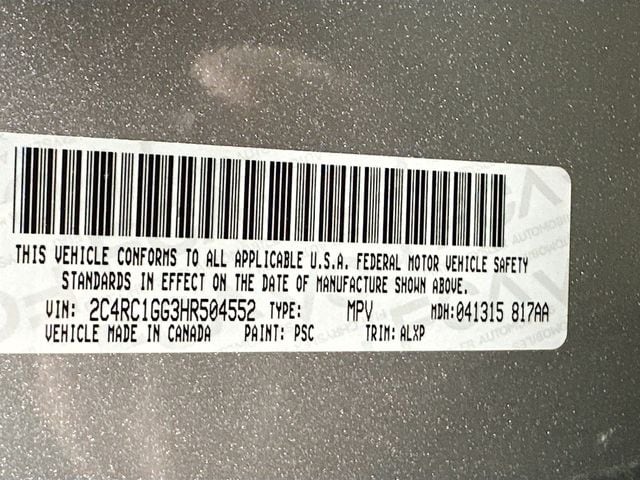 THIS VEHICLE CONFORMS TO ALL APPLICABLE U.S.A. FEDERAL MOTOR VEHICLE SAFETY
STANDARDS IN EFFECT ON THE DATE OF MANUFACTURE SHOWN ABOVE.
VIN: 2C4RC1GG3HR504552 TYPE: MPV MDH:041315 817AA
VEHICLE MADE IN CANADA PAINT: PSC TRIM: ALXP